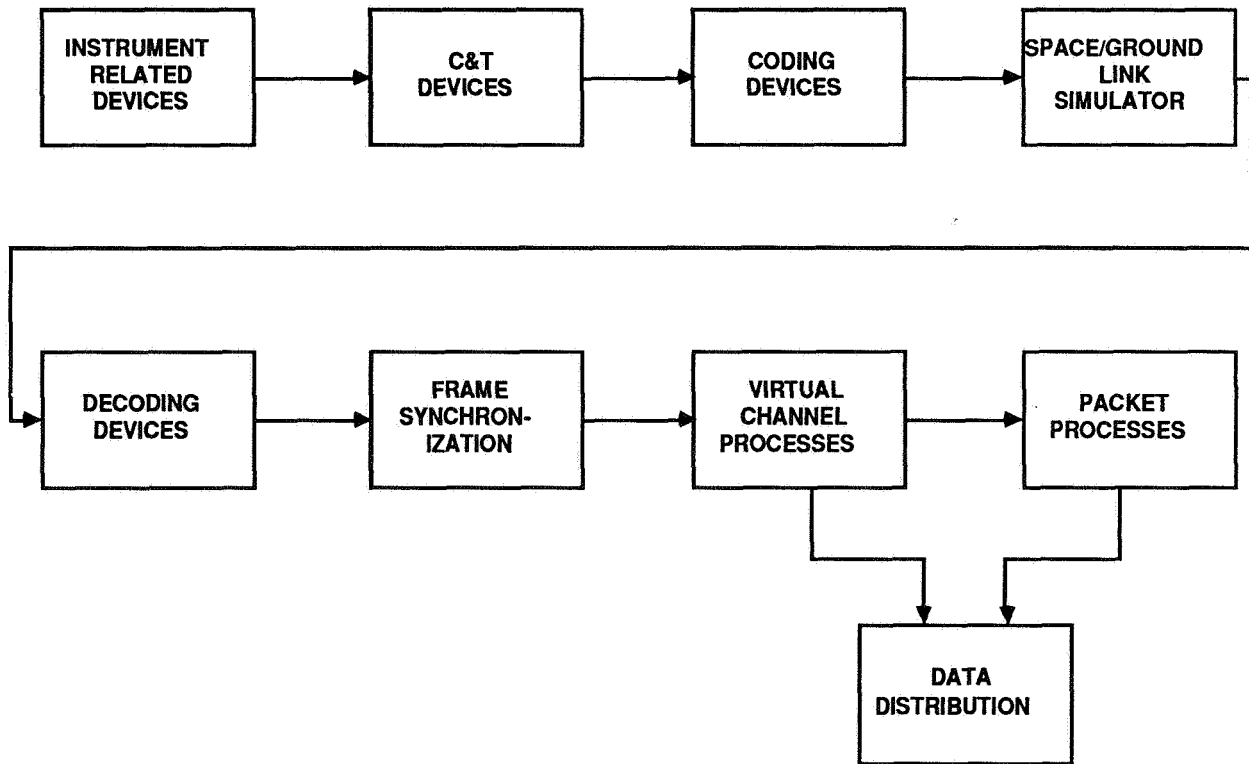 INSTRUMENT
RELATED
DEVICES
C&T
DEVICES
CODING
DEVICES
SPACE/GROUND
LINK
SIMULATOR
DECODING
DEVICES
FRAME
SYNCHRON-
IZATION
VIRTUAL
CHANNEL
PROCESSES
PACKET
PROCESSES
DATA
DISTRIBUTION